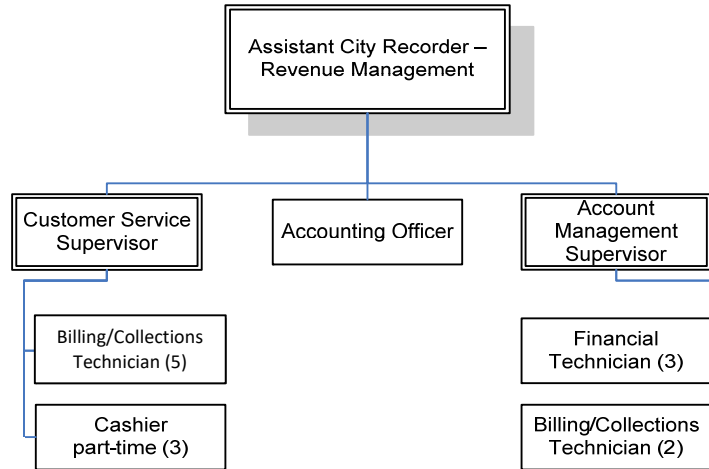 Assistant City Recorder –
Revenue Management
Customer Service
Supervisor
Accounting Officer
Account
Management
Supervisor
Billing/Collections
Technician (5)
Financial
Technician (3)
Cashier
part-time (3)
Billing/Collections
Technician (2)